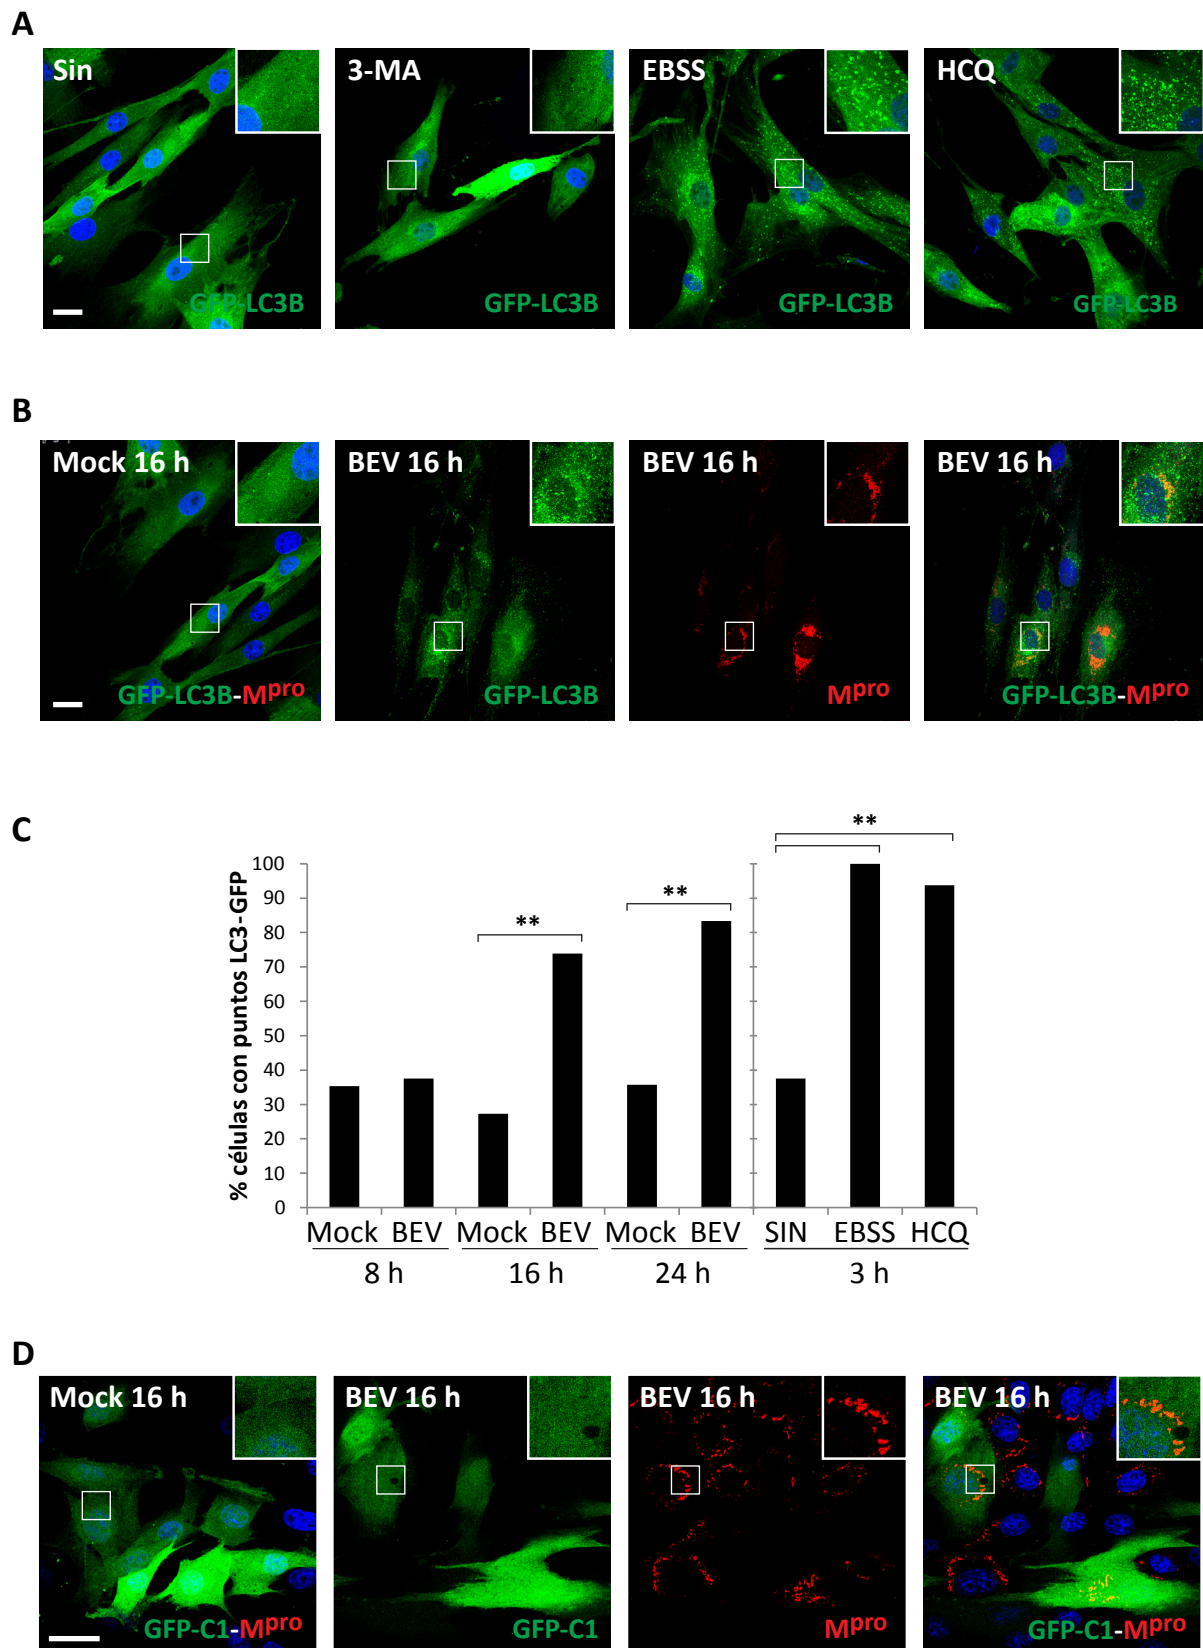 A
Sin
3-MA
EBSS
HCQ
GFP-LC3B
GFP-LC3B
GFP-LC3B
GFP-LC3B
B
Mock 16 h
BEV 16 h
BEV 16 h
BEV 16 h
GFP-LC3B-Mpro
GFP-LC3B
Mpro
GFP-LC3B-Mpro
C
% células con puntos LC3-GFP
100
90
80
70
60
50
40
30
20
10
0
**
**
**
Mock BEV Mock BEV Mock BEV SIN EBSS HCQ
8 h 16 h 24 h 3 h
D
Mock 16 h
BEV 16 h
BEV 16 h
BEV 16 h
GFP-C1-Mpro
GFP-C1
Mpro
GFP-C1-Mpro